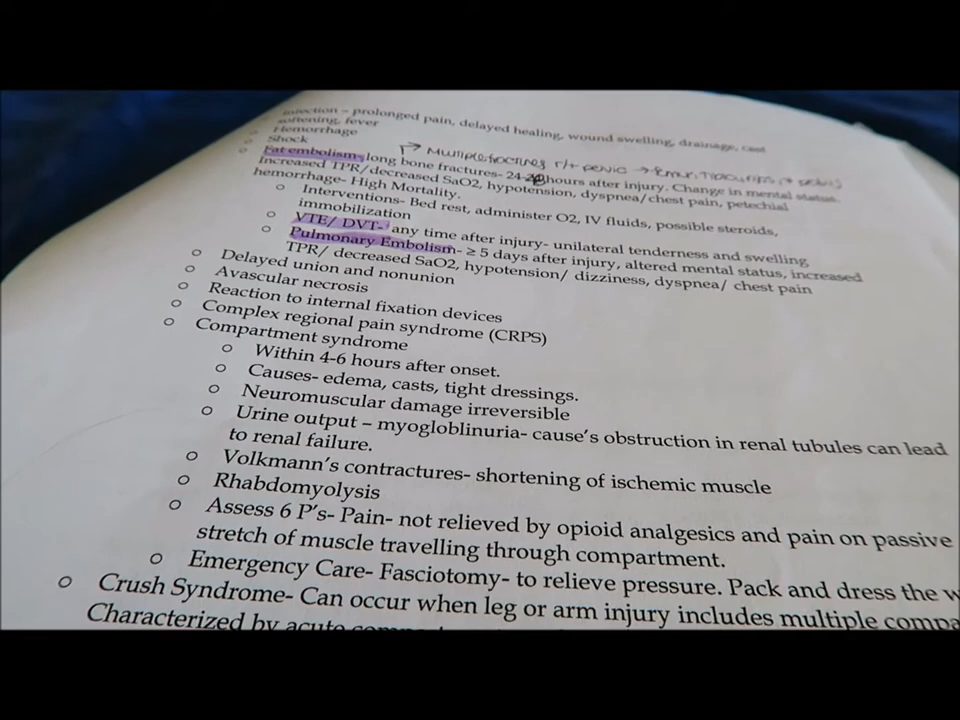 infection – prolonged pain, delayed healing, wound swelling, drainage, cast
softening, fever
○ Hemorrhage
○ Shock
→ Multiple fractures r/t pelvic →
○ Fat embolism- long bone fractures- 24-48 hours after injury. Change in mental status.
Increased TPR/ decreased SaO2, hypotension, dyspnea/ chest pain, petechial
hemorrhage- High Mortality.
○ Interventions- Bed rest, administer O2, IV fluids, possible steroids,
immobilization
○ VTE/ DVT- any time after injury- unilateral tenderness and swelling
○ Pulmonary Embolism- ≥ 5 days after injury, altered mental status, increased
TPR/ decreased SaO2, hypotension/ dizziness, dyspnea/ chest pain
○ Delayed union and nonunion
○ Avascular necrosis
○ Reaction to internal fixation devices
○ Complex regional pain syndrome (CRPS)
○ Compartment syndrome
○ Within 4-6 hours after onset.
○ Causes- edema, casts, tight dressings.
○ Neuromuscular damage irreversible
○ Urine output – myogloblinuria- cause's obstruction in renal tubules can lead
to renal failure.
○ Volkmann's contractures- shortening of ischemic muscle
○ Rhabdomyolysis
○ Assess 6 P's- Pain- not relieved by opioid analgesics and pain on passive
stretch of muscle travelling through compartment.
○ Emergency Care- Fasciotomy- to relieve pressure. Pack and dress the w
○ Crush Syndrome- Can occur when leg or arm injury includes multiple compa
Characterized by acute